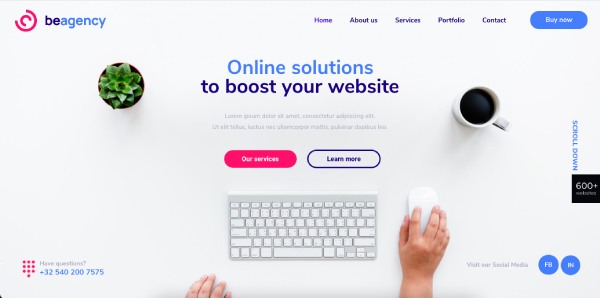 beagency
Home
About us
Services
Portfolio
Contact
Buy now
Online solutions
to boost your website
Lorem ipsum dolor sit amet, consectetur adipiscing elit.
Ut elit tellus, luctus nec ullamcorper mattis, pulvinar dapibus leo.
Our services
Learn more
SCROLL DOWN
600+
websites
Have questions?
+32 540 200 7575
Visit our Social Media
FB
IN